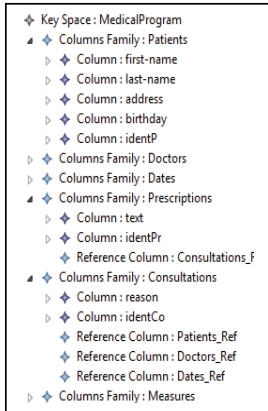 Key Space : MedicalProgram
Columns Family : Patients
Column : first-name
Column : last-name
Column : address
Column : birthday
Column : identP
Columns Family : Doctors
Columns Family : Dates
Columns Family : Prescriptions
Column : text
Column : identPr
Reference Column : Consultations_F
Columns Family : Consultations
Column : reason
Column : identCo
Reference Column : Patients_Ref
Reference Column : Doctors_Ref
Reference Column : Dates_Ref
Columns Family : Measures